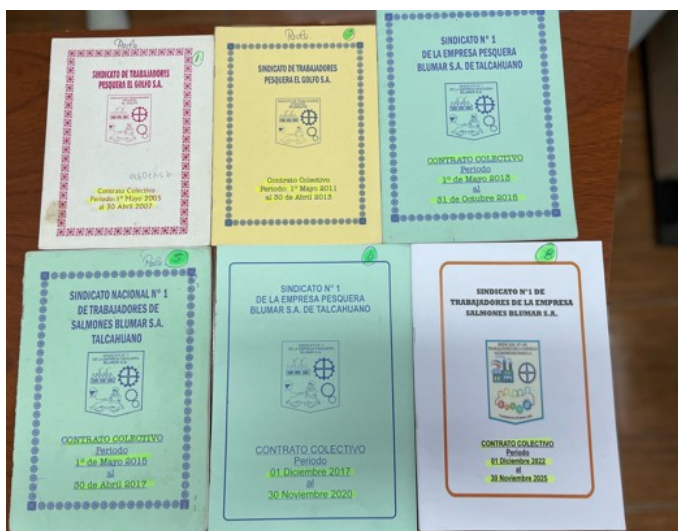 1
SINDICATO DE TRABAJADORES
PESQUERA EL GOLFO S.A.
Contrato Colectivo
Periodo: 1º Mayo 2005
al 30 Abril 2007
SINDICATO DE TRABAJADORES
PESQUERA EL GOLFO S.A.
Contrato Colectivo
Periodo: 1º Mayo 2011
al 30 de Abril 2013
SINDICATO Nº 1
DE LA EMPRESA PESQUERA
BLUMAR S.A. DE TALCAHUANO
CONTRATO COLECTIVO
Periodo
1º de Mayo 2013
al
31 de Octubre 2015
5
SINDICATO NACIONAL Nº 1
DE TRABAJADORES DE
SALMONES BLUMAR S.A.
TALCAHUANO
CONTRATO COLECTIVO
Periodo
1º de Mayo 2015
al
30 de Abril 2017
6
SINDICATO Nº 1
DE LA EMPRESA PESQUERA
BLUMAR S.A. DE TALCAHUANO
CONTRATO COLECTIVO
Periodo
01 Diciembre 2017
al
30 Noviembre 2020
8
SINDICATO Nº1 DE
TRABAJADORES DE LA EMPRESA
SALMONES BLUMAR S.A.
CONTRATO COLECTIVO
Periodo
01 Diciembre 2022
al
30 Noviembre 2025